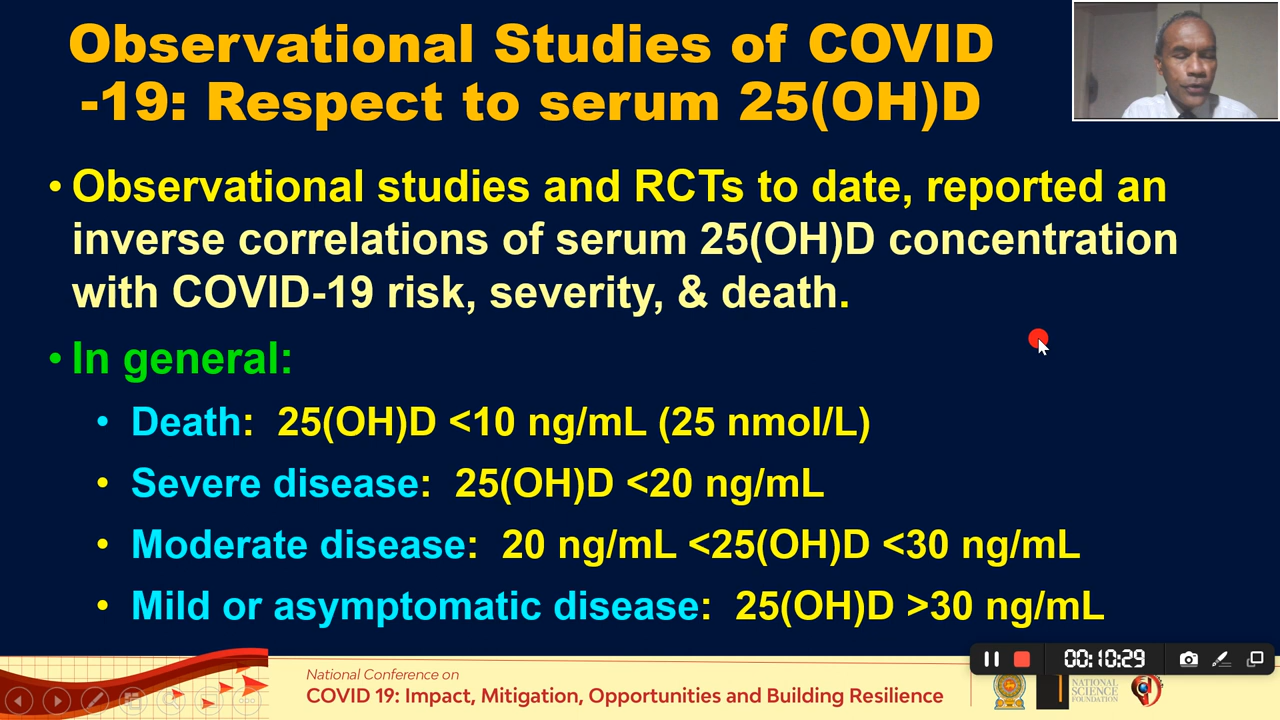 Observational Studies of COVID
-19: Respect to serum 25(OH)D
• Observational studies and RCTs to date, reported an
inverse correlations of serum 25(OH)D concentration
with COVID-19 risk, severity, & death.
• In general:
• Death: 25(OH)D <10 ng/mL (25 nmol/L)
• Severe disease: 25(OH)D <20 ng/mL
• Moderate disease: 20 ng/mL <25(OH)D <30 ng/mL
• Mild or asymptomatic disease: 25(OH)D >30 ng/mL
00:10:29
National Conference on
COVID 19: Impact, Mitigation, Opportunities and Building Resilience
NATIONAL
SCIENCE
FOUNDATION